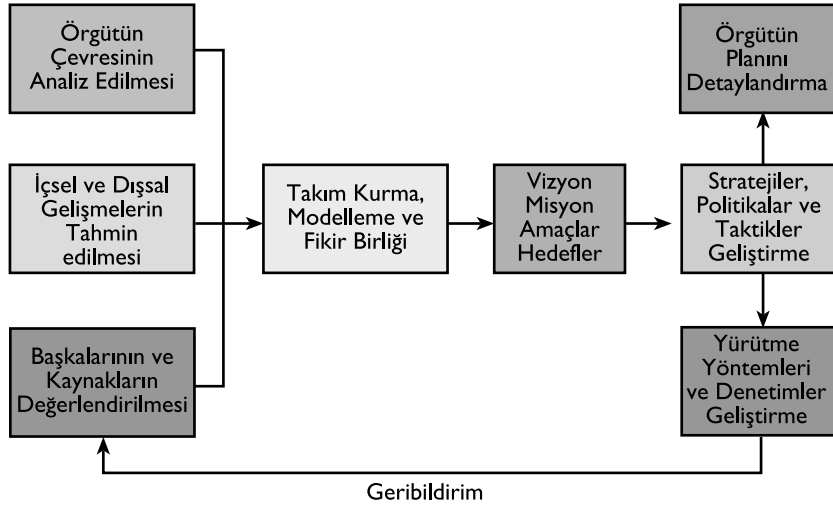 Örgütün
Çevresinin
Analiz Edilmesi
İçsel ve Dışsal
Gelişmelerin
Tahmin
edilmesi
Başkalarının ve
Kaynakların
Değerlendirilmesi
Takım Kurma,
Modelleme ve
Fikir Birliği
Vizyon
Misyon
Amaçlar
Hedefler
Örgütün
Planını
Detaylandırma
Stratejiler,
Politikalar ve
Taktikler
Geliştirme
Yürütme
Yöntemleri
ve Denetimler
Geliştirme
Geribildirim